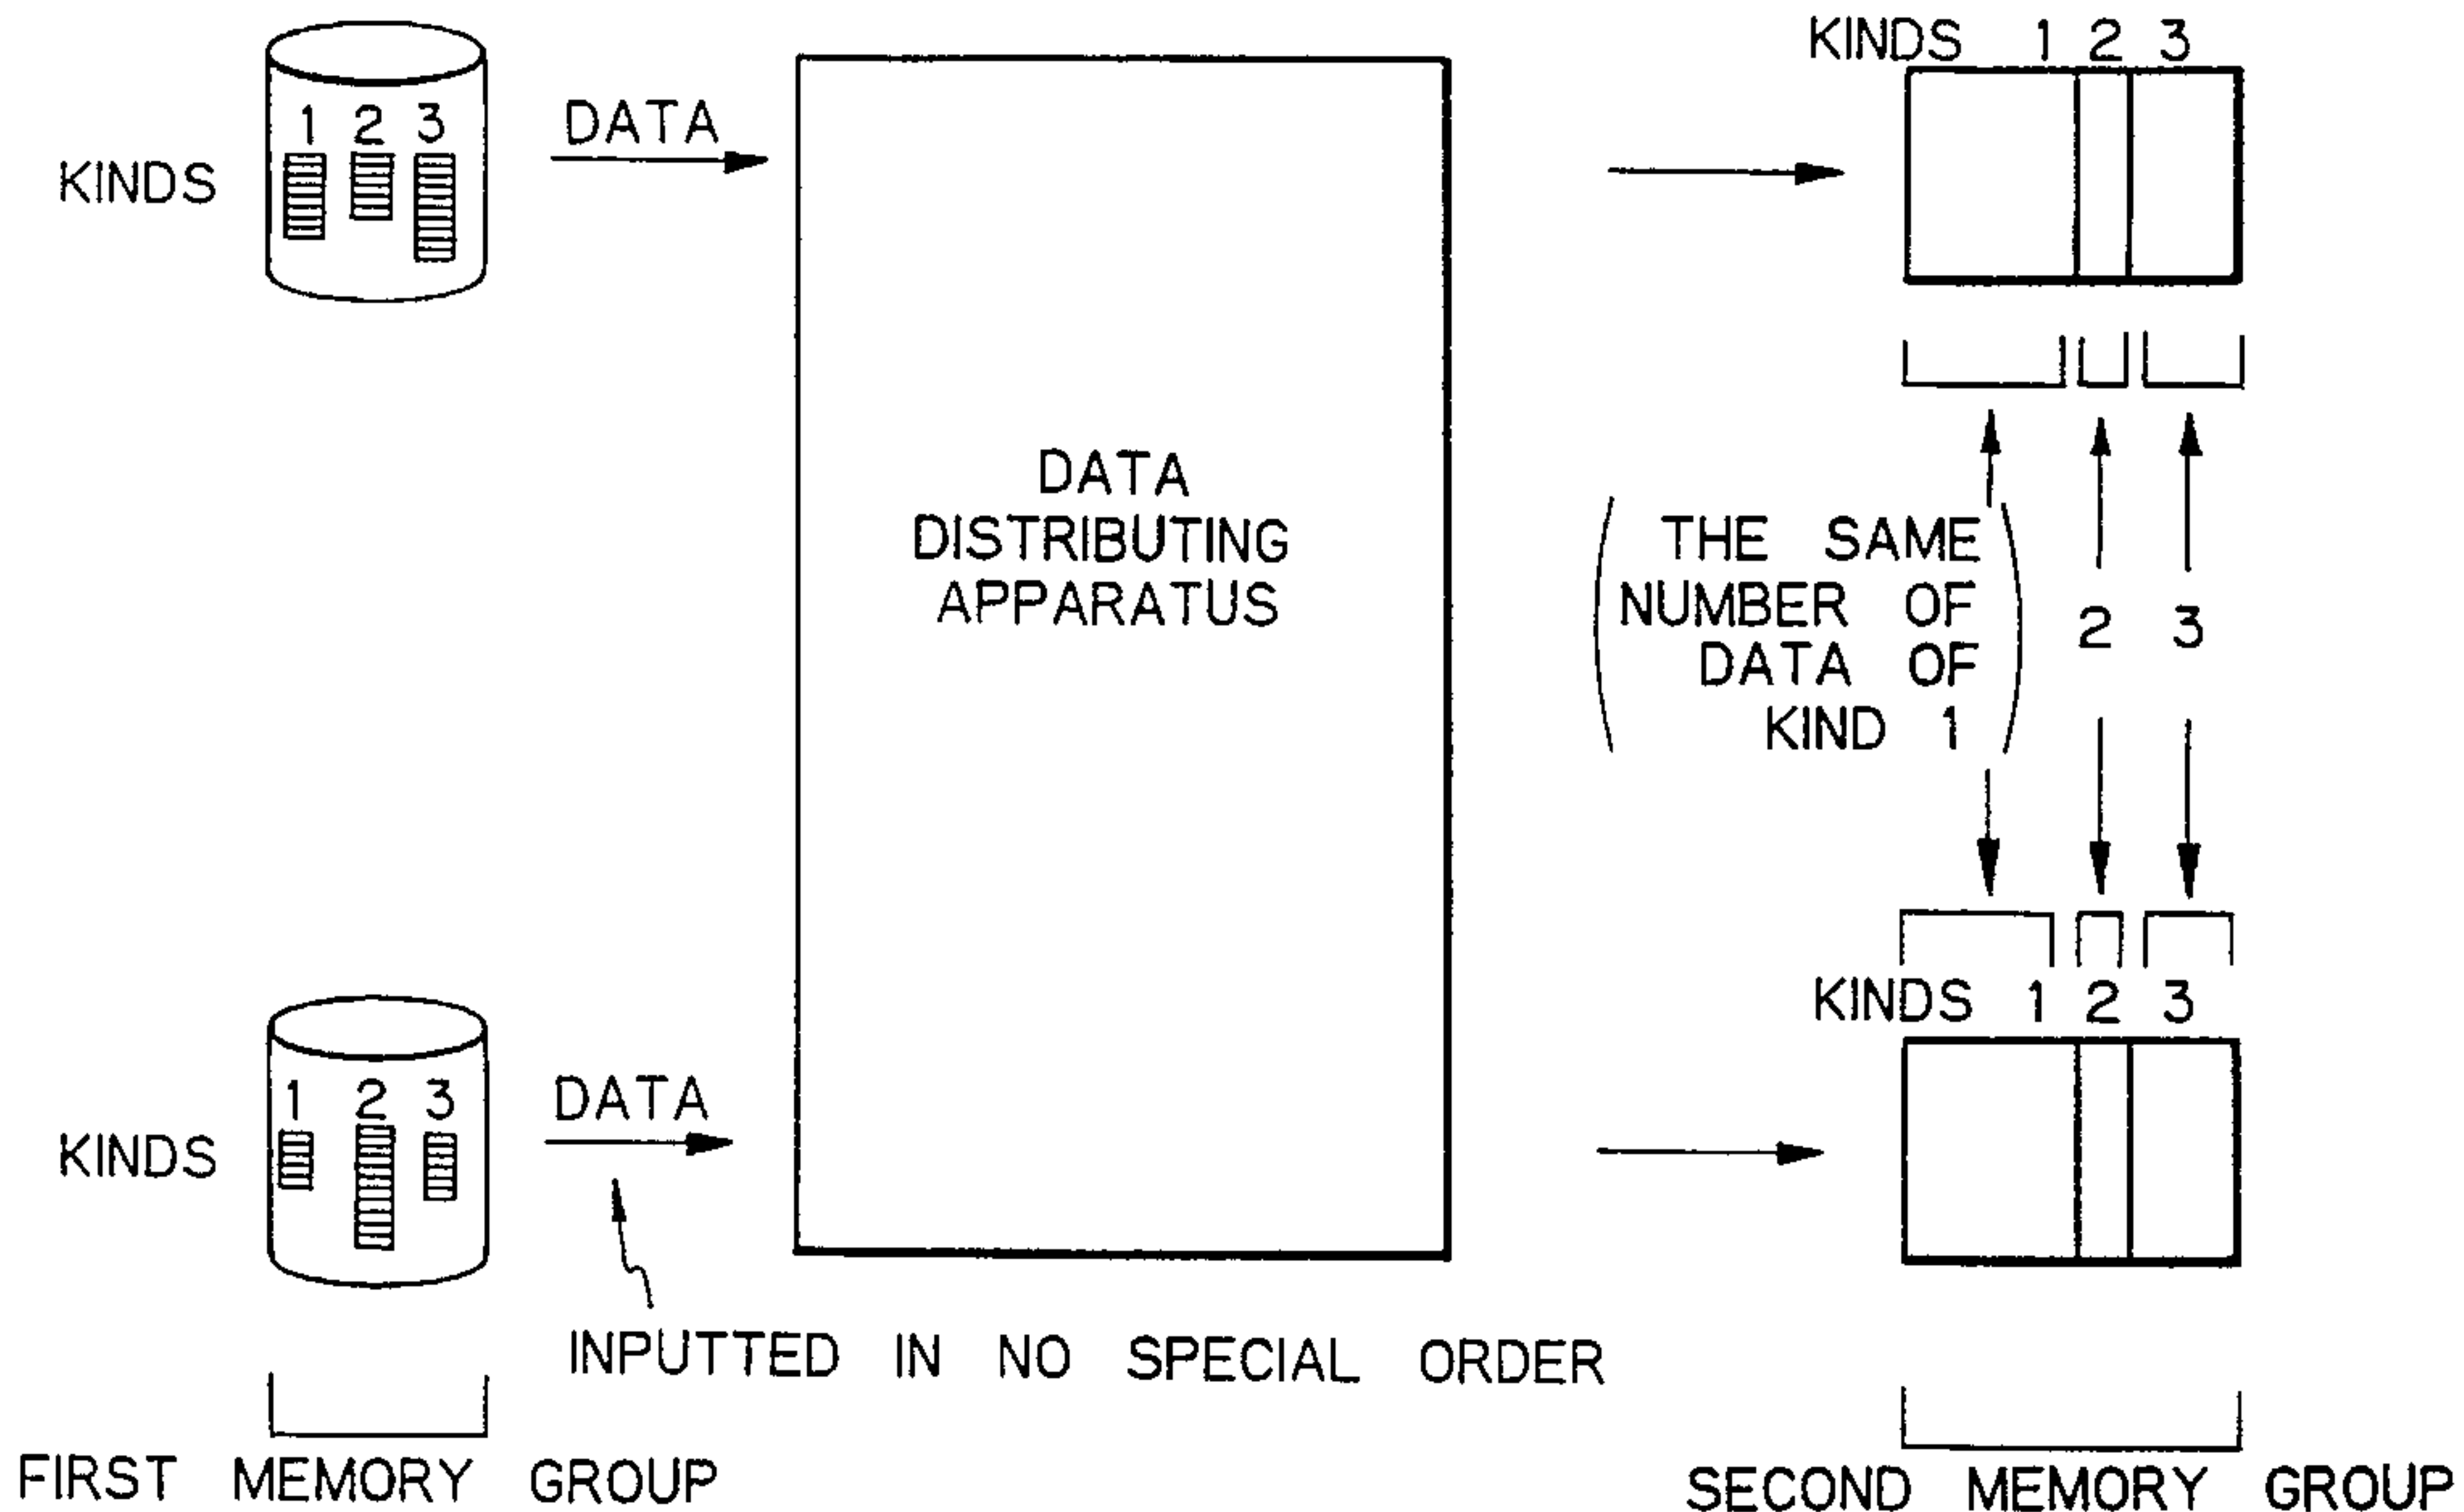 KINDS 1 2 3
1 2 3
KINDS
DATA
DATA
DISTRIBUTING
APPARATUS
THE SAME
NUMBER OF
DATA OF
KIND 1
2 3
KINDS 1 2 3
1 2 3
KINDS
DATA
INPUTTED IN NO SPECIAL ORDER
FIRST MEMORY GROUP
SECOND MEMORY GROUP